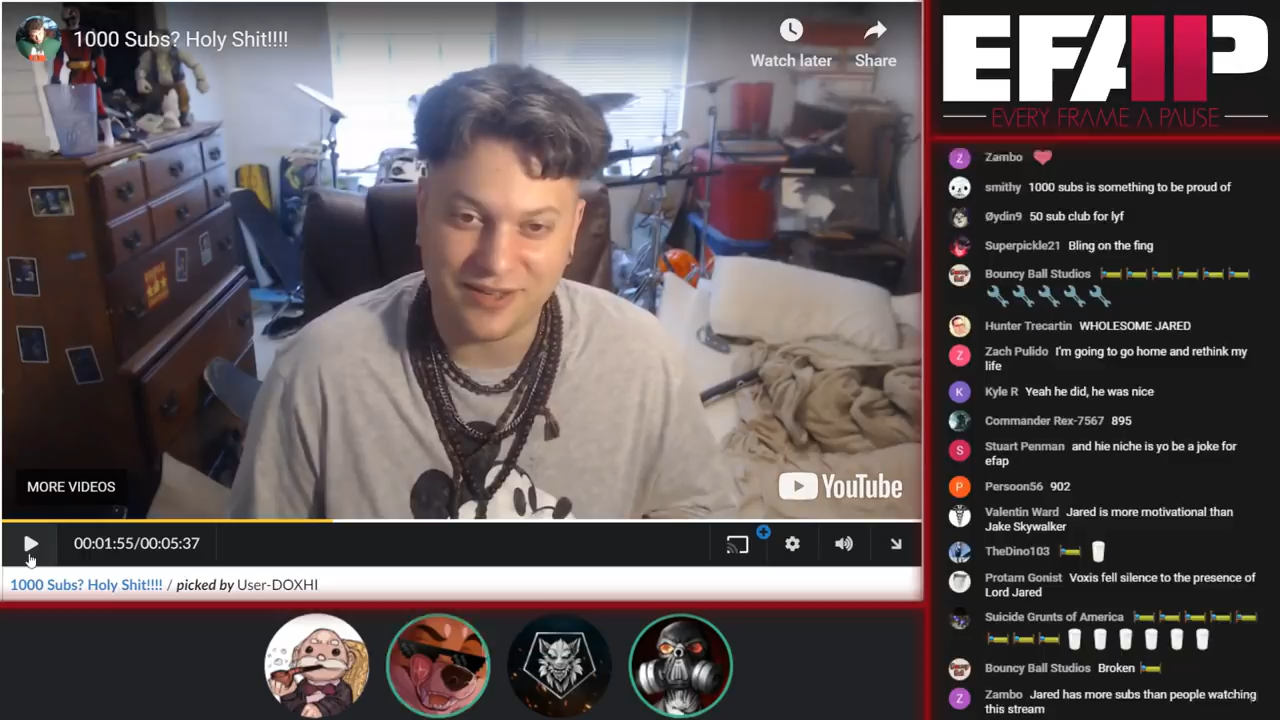 1000 Subs? Holy Shit!!!!
Watch later
Share
MORE VIDEOS
YouTube
00:01:55/00:05:37
1000 Subs? Holy Shit!!!! / picked by User-DOXHI
EFAP
EVERY FRAME A PAUSE
Z Zambo
smithy 1000 subs is something to be proud of
Øydin9 50 sub club for lyf
Superpickle21 Bling on the fing
Bouncy Ball Studios
Hunter Trecartin WHOLESOME JARED
Z Zach Pulido I'm going to go home and rethink my
life
K Kyle R Yeah he did, he was nice
Commander Rex-7567 895
S Stuart Penman and hie niche is yo be a joke for
efap
P Persoon56 902
Valentin Ward Jared is more motivational than
Jake Skywalker
TheDino103
Protam Gonist Voxis fell silence to the presence of
Lord Jared
Suicide Grunts of America
Bouncy Ball Studios Broken
Z Zambo Jared has more subs than people watching
this stream